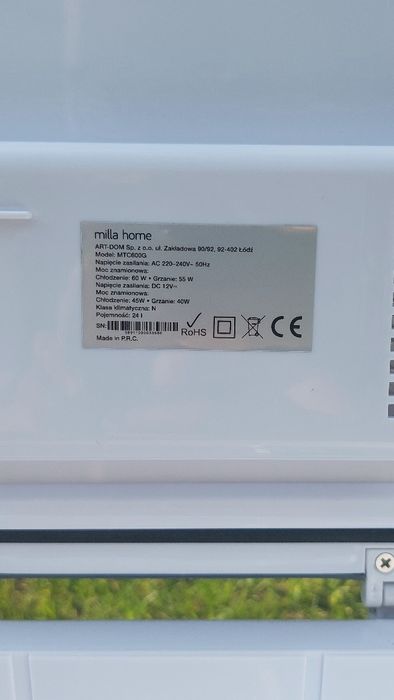 milla home
ART-DOM Sp. z o.o. ul. Zakładowa 90/92, 92-402 Łódź
Model: MTC600G
Napięcie zasilania: AC 220-240V~ 50Hz
Moc znamionowa:
Chłodzenie: 60 W • Grzanie: 55 W
Napięcie zasilania: DC 12V⎓
Moc znamionowa:
Chłodzenie: 45W • Grzanie: 40W
Klasa klimatyczna: N
Pojemność: 24 l
SN:
RoHS
CE
Made in P.R.C.